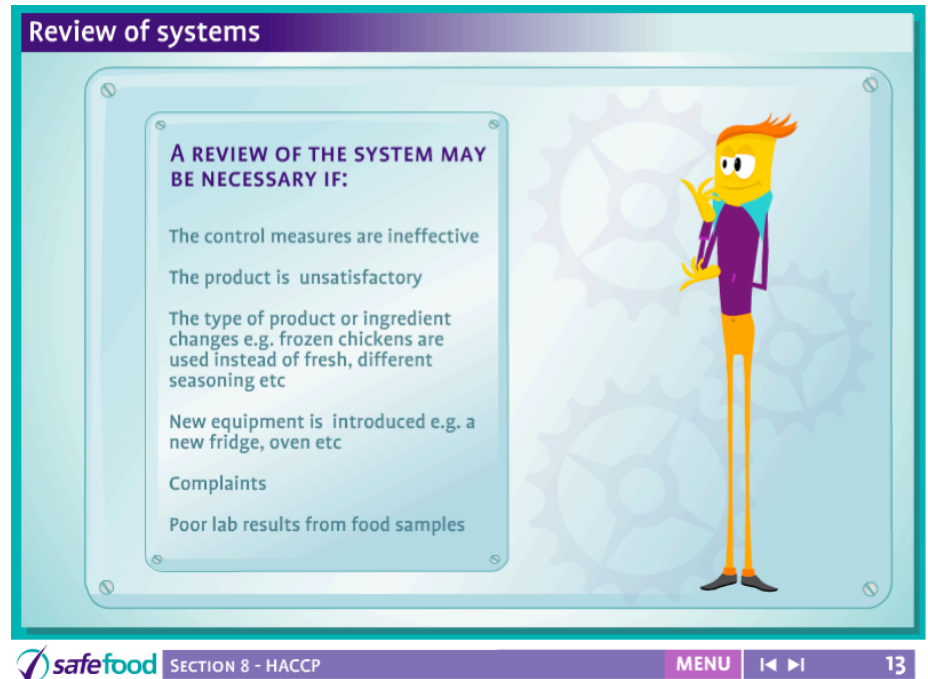 Review of systems
A REVIEW OF THE SYSTEM MAY
BE NECESSARY IF:
The control measures are ineffective
The product is unsatisfactory
The type of product or ingredient
changes e.g. frozen chickens are
used instead of fresh, different
seasoning etc
New equipment is introduced e.g. a
new fridge, oven etc
Complaints
Poor lab results from food samples
safefood SECTION 8 - HACCP MENU 13